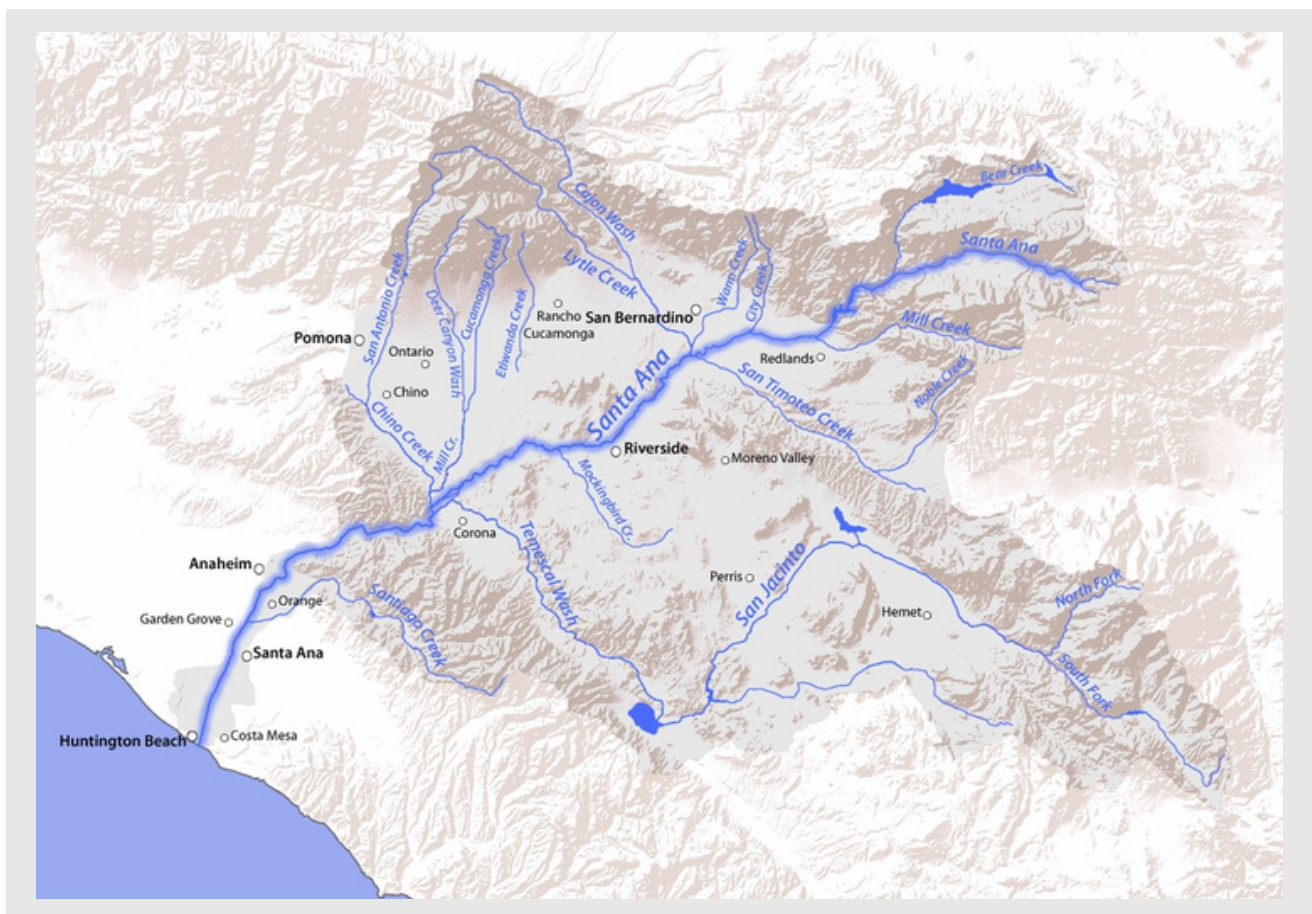 Bear Creek
Santa Ana
Cajon Wash
Lytle Creek
Warm Creek
City Creek
San Antonio Creek
Deer Canyon Wash
Cucamonga Creek
Etiwanda Creek
Rancho
Cucamonga
San Bernardino
Pomona
Ontario
Chino
Mill Creek
Redlands
Noble Creek
San Timoteo Creek
Santa Ana
Chino Creek
Mill Cr.
Riverside
Moreno Valley
Mockingbird Cr.
Corona
Temescal Wash
Anaheim
Orange
Garden Grove
Santiago Creek
Santa Ana
Perris
San Jacinto
Hemet
North Fork
South Fork
Huntington Beach
Costa Mesa